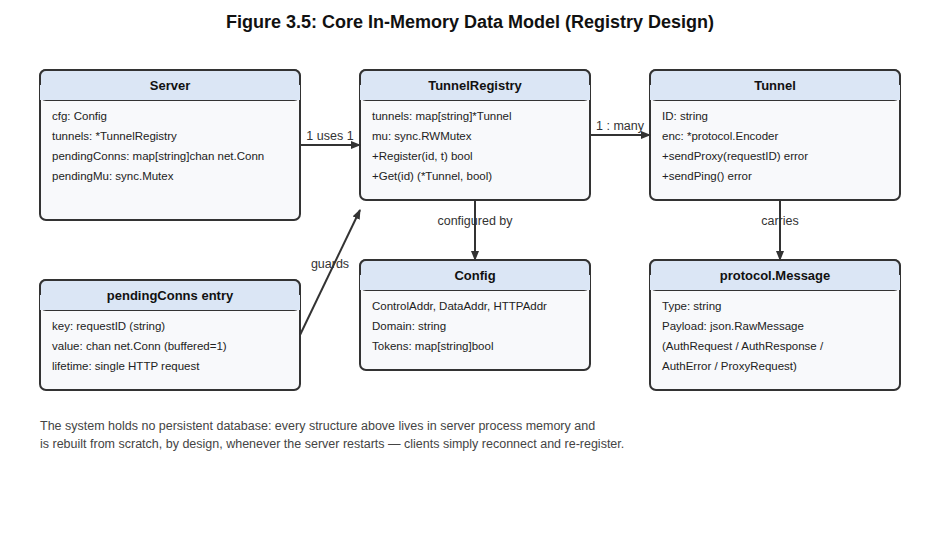 Figure 3.5: Core In-Memory Data Model (Registry Design)
Server
cfg: Config
tunnels: *TunnelRegistry
pendingConns: map[string]chan net.Conn
pendingMu: sync.Mutex
1 uses 1
TunnelRegistry
tunnels: map[string]*Tunnel
mu: sync.RWMutex
+Register(id, t) bool
+Get(id) (*Tunnel, bool)
1 : many
Tunnel
ID: string
enc: *protocol.Encoder
+sendProxy(requestID) error
+sendPing() error
guards
configured by
carries
pendingConns entry
key: requestID (string)
value: chan net.Conn (buffered=1)
lifetime: single HTTP request
Config
ControlAddr, DataAddr, HTTPAddr
Domain: string
Tokens: map[string]bool
protocol.Message
Type: string
Payload: json.RawMessage
(AuthRequest / AuthResponse /
AuthError / ProxyRequest)
The system holds no persistent database: every structure above lives in server process memory and
is rebuilt from scratch, by design, whenever the server restarts — clients simply reconnect and re-register.